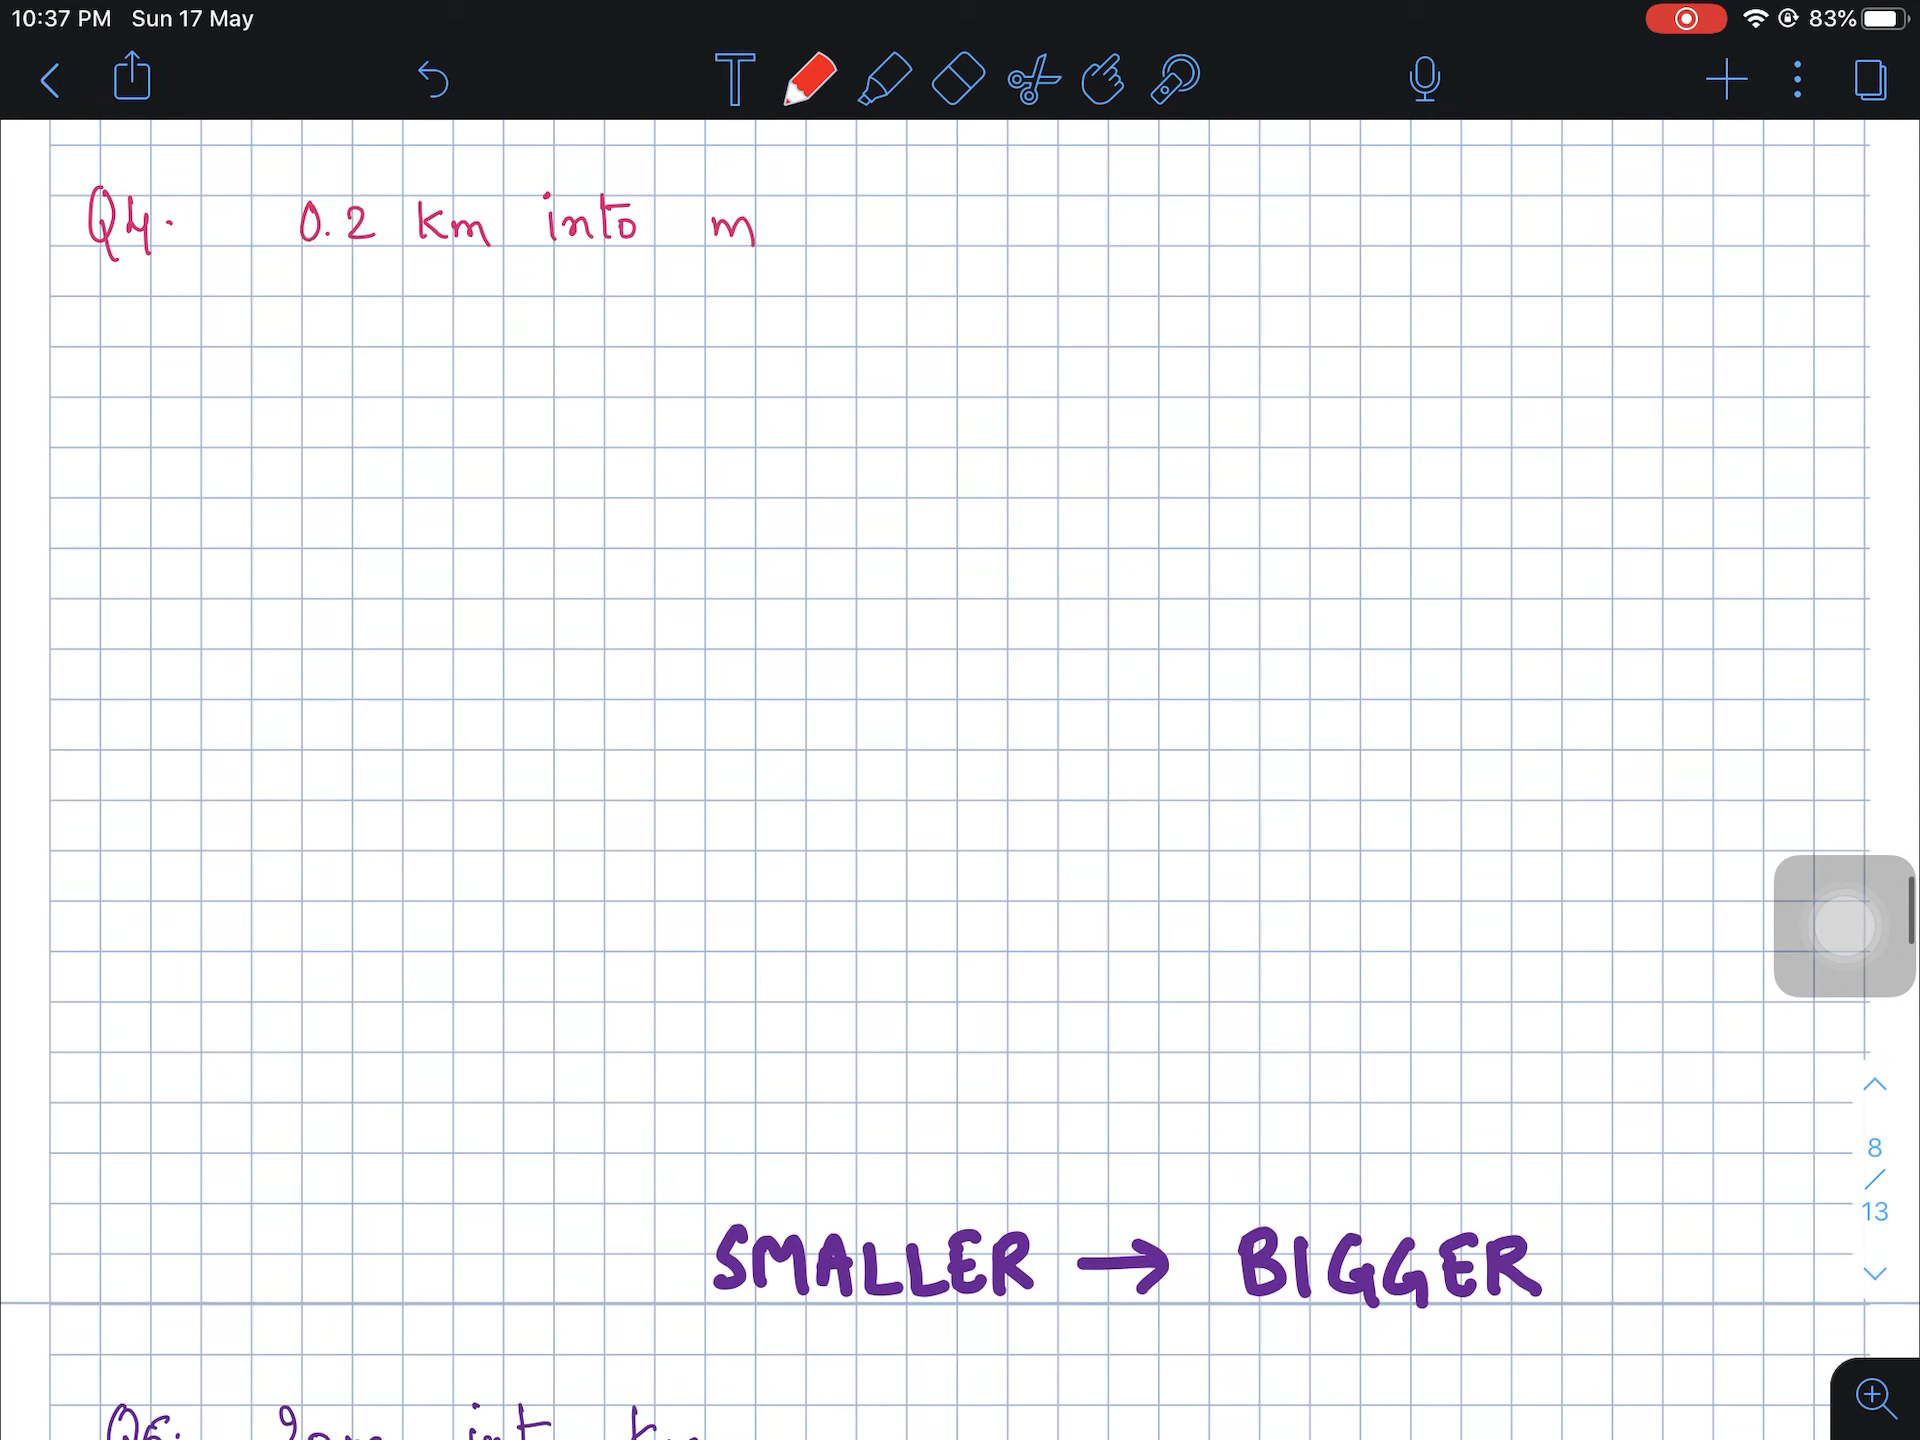 10:37 PM Sun 17 May 83%
T
Q4. 0.2 km into m
8
/
13
SMALLER → BIGGER